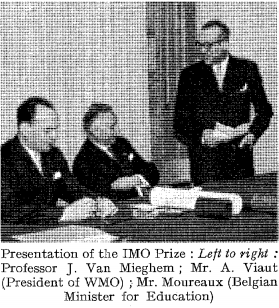 Presentation of the IMO Prize : Left to right :
Professor J. Van Mieghem ; Mr. A. Viaut
(President of WMO) ; Mr. Moureaux (Belgian
Minister for Education)